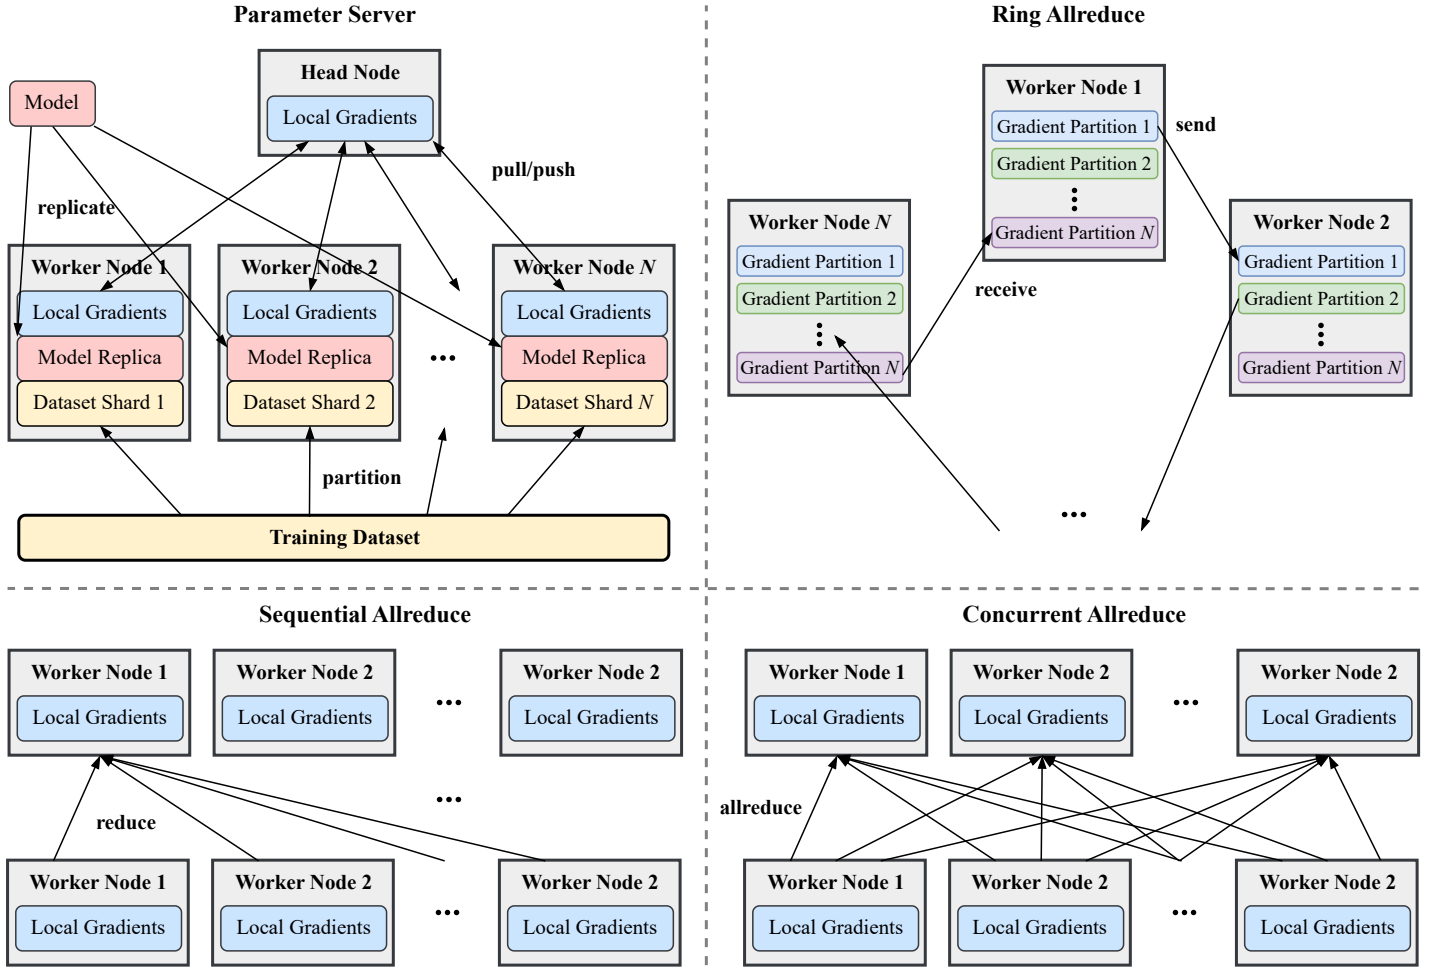 Parameter Server
Head Node
Local Gradients
Model
replicate
pull/push
Worker Node 1
Local Gradients
Model Replica
Dataset Shard 1
Worker Node 2
Local Gradients
Model Replica
Dataset Shard 2
...
Worker Node N
Local Gradients
Model Replica
Dataset Shard N
partition
Training Dataset
Ring Allreduce
Worker Node 1
Gradient Partition 1
Gradient Partition 2
⋮
Gradient Partition N
send
Worker Node N
Gradient Partition 1
Gradient Partition 2
⋮
Gradient Partition N
receive
Worker Node 2
Gradient Partition 1
Gradient Partition 2
⋮
Gradient Partition N
...
Sequential Allreduce
Worker Node 1
Local Gradients
Worker Node 2
Local Gradients
...
Worker Node 2
Local Gradients
...
reduce
Worker Node 1
Local Gradients
Worker Node 2
Local Gradients
...
Worker Node 2
Local Gradients
Concurrent Allreduce
Worker Node 1
Local Gradients
Worker Node 2
Local Gradients
...
Worker Node 2
Local Gradients
allreduce
Worker Node 1
Local Gradients
Worker Node 2
Local Gradients
...
Worker Node 2
Local Gradients